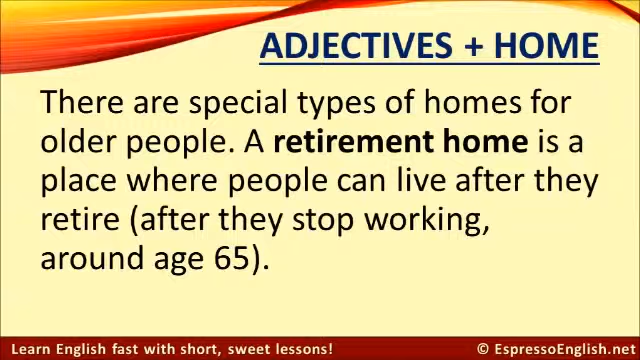 ADJECTIVES + HOME
There are special types of homes for
older people. A retirement home is a
place where people can live after they
retire (after they stop working,
around age 65).
Learn English fast with short, sweet lessons!
© EspressoEnglish.net